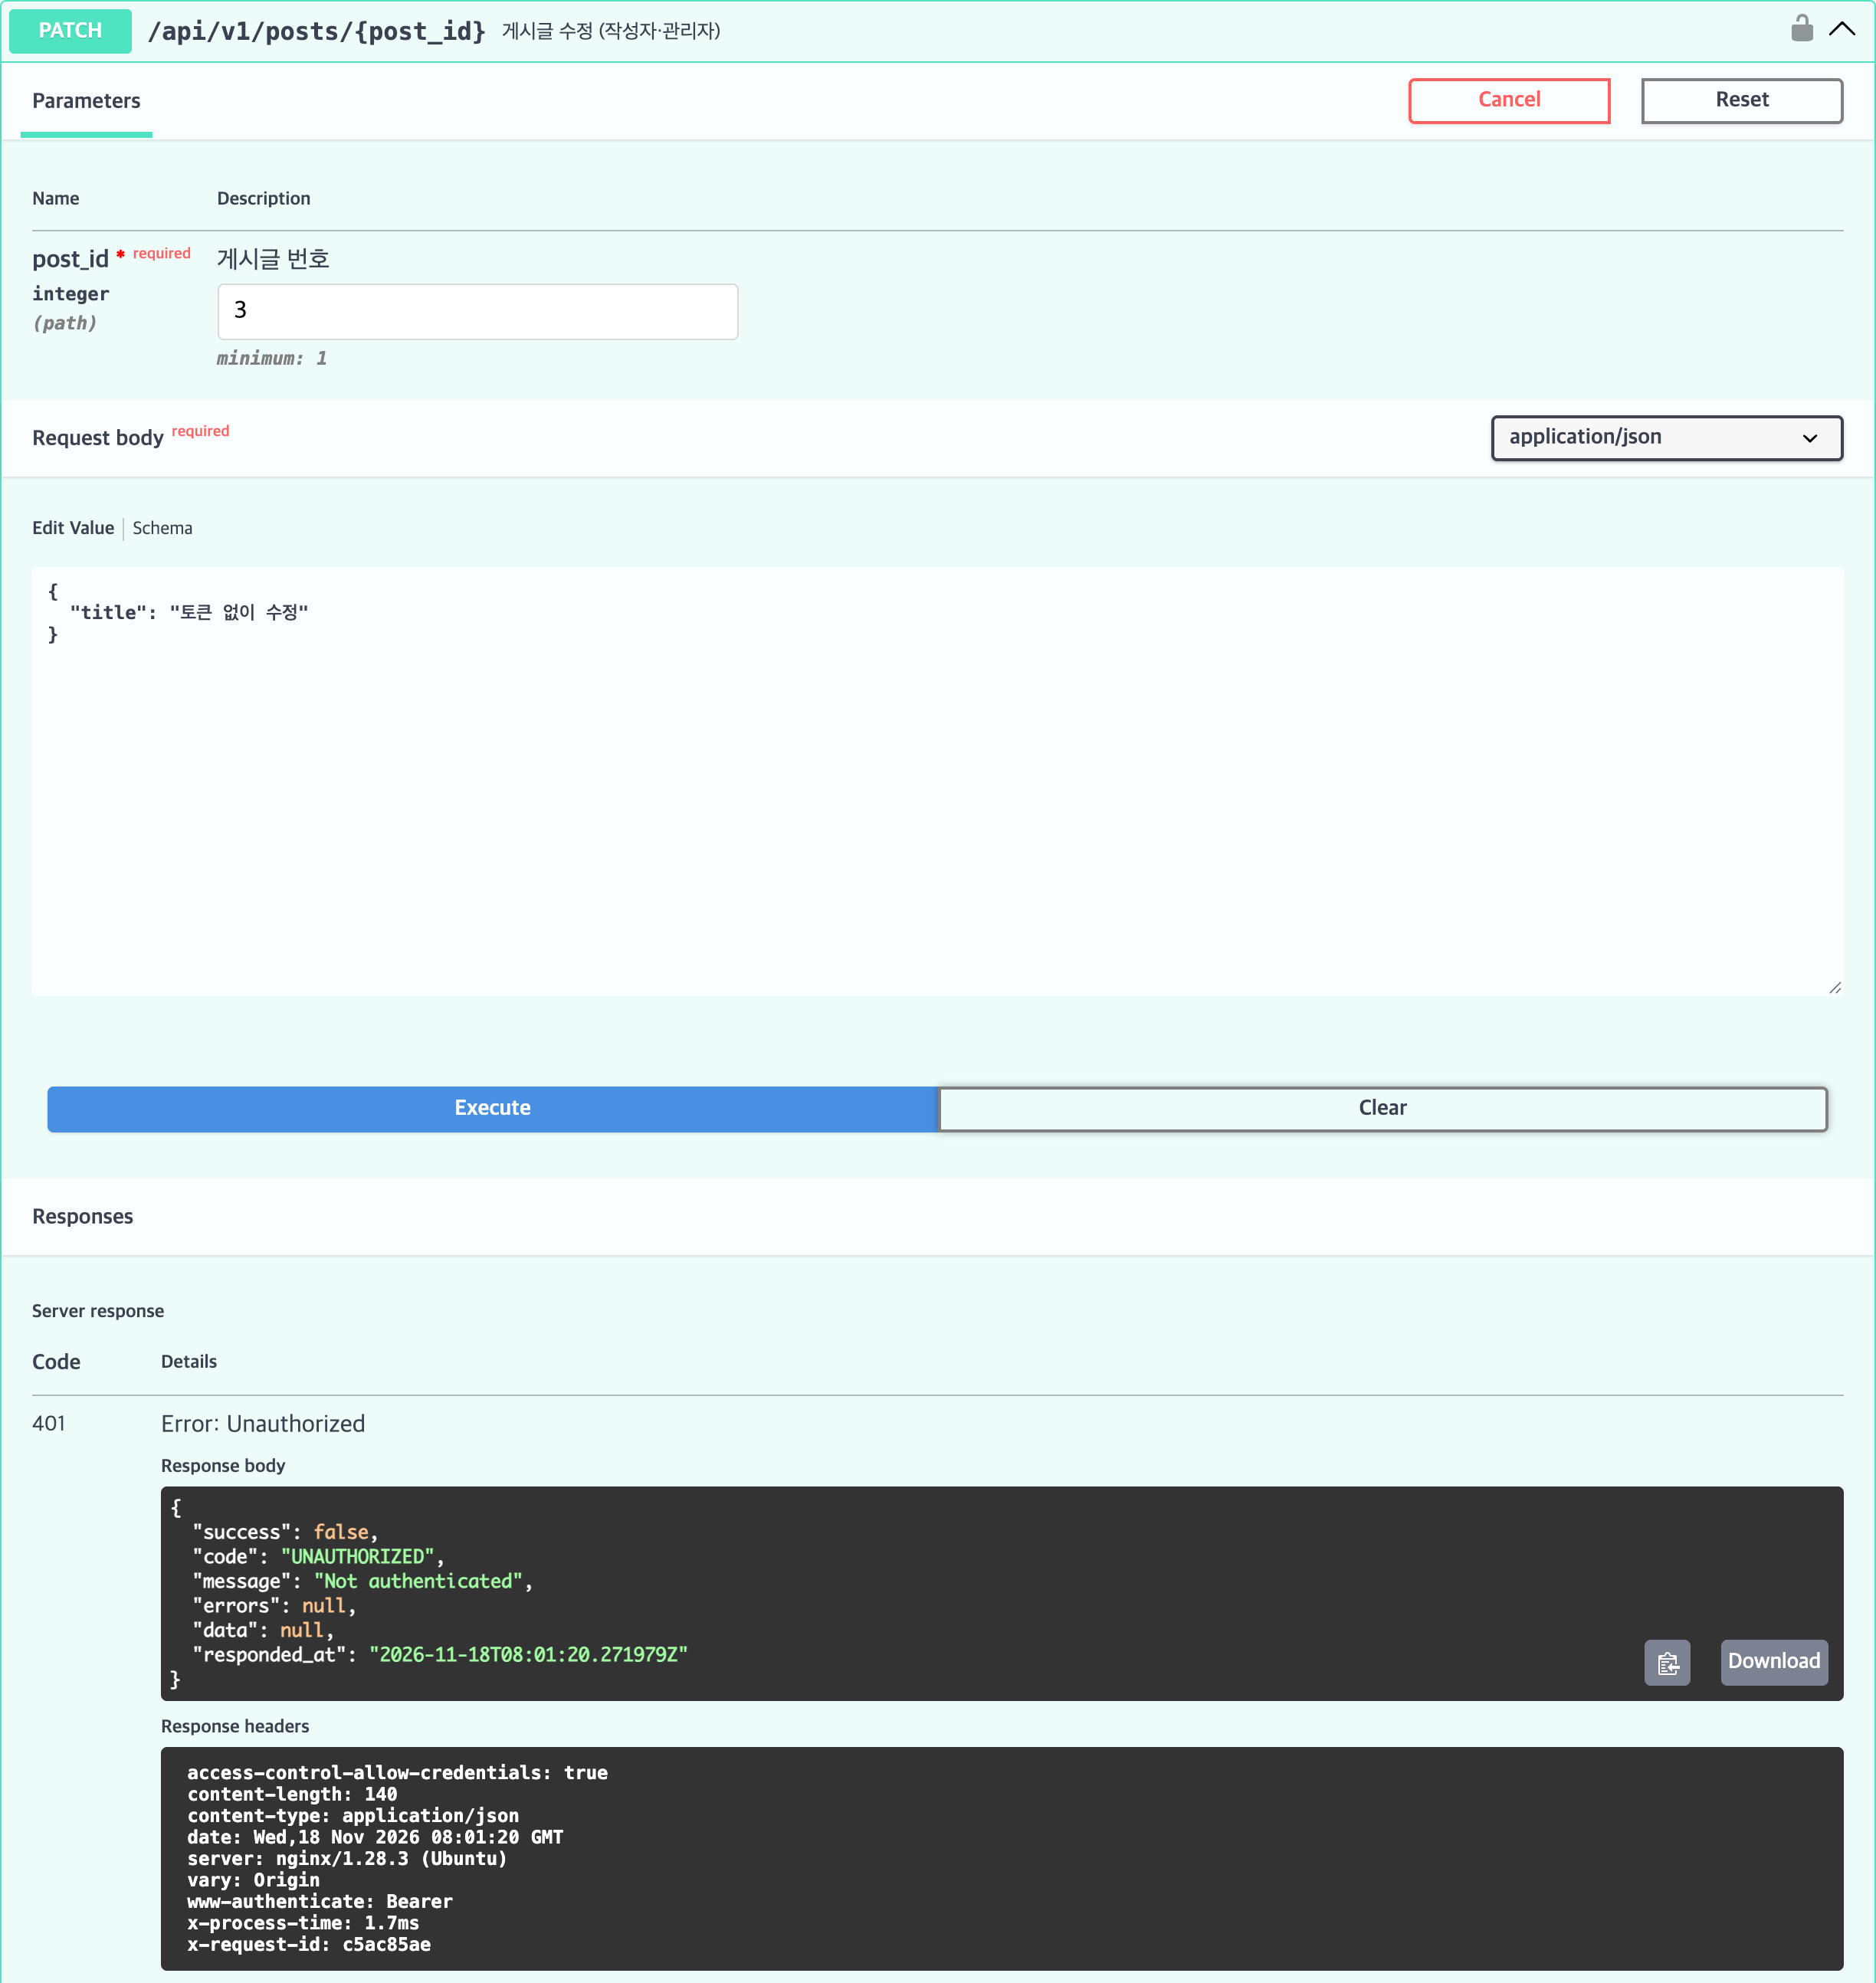 PATCH /api/v1/posts/{post_id} 게시글 수정 (작성자·관리자)
Parameters
Cancel
Reset
Name Description
post_id * required 게시글 번호
integer
(path)
3
minimum: 1
Request body required
application/json
Edit Value Schema
{
  "title": "토큰 없이 수정"
}
Execute
Clear
Responses
Server response
Code Details
401 Error: Unauthorized
Response body
{
  "success": false,
  "code": "UNAUTHORIZED",
  "message": "Not authenticated",
  "errors": null,
  "data": null,
  "responded_at": "2026-11-18T08:01:20.271979Z"
}
Download
Response headers
access-control-allow-credentials: true
content-length: 140
content-type: application/json
date: Wed,18 Nov 2026 08:01:20 GMT
server: nginx/1.28.3 (Ubuntu)
vary: Origin
www-authenticate: Bearer
x-process-time: 1.7ms
x-request-id: c5ac85ae